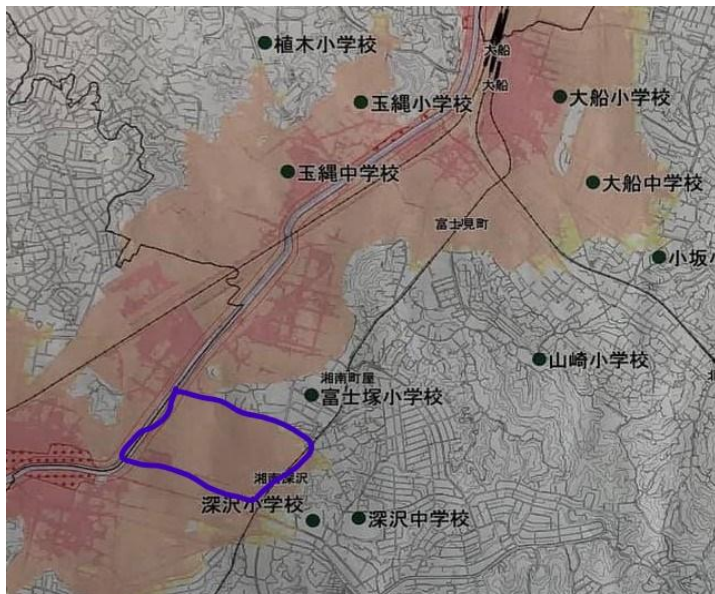 植木小学校
大船
玉縄小学校
大船
大船小学校
玉縄中学校
大船中学校
富士見町
小坂小
山崎小学校
湘南町屋
富士塚小学校
湘南深沢
深沢小学校
深沢中学校